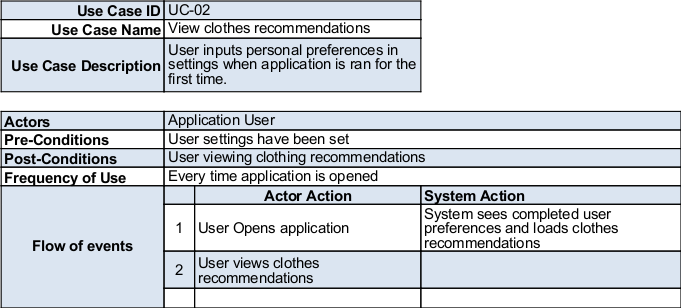 Use Case ID UC-02
Use Case Name View clothes recommendations
Use Case Description User inputs personal preferences in
settings when application is ran for the
first time.
Actors Application User
Pre-Conditions User settings have been set
Post-Conditions User viewing clothing recommendations
Frequency of Use Every time application is opened
Flow of events
Actor Action System Action
1 User Opens application System sees completed user
preferences and loads clothes
recommendations
2 User views clothes
recommendations